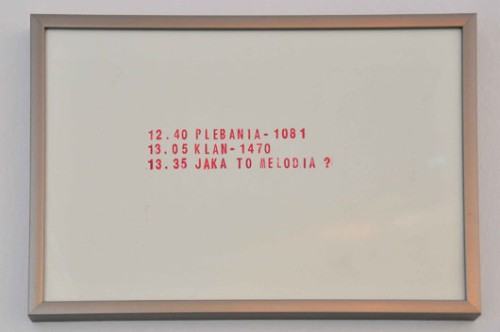 12.40 PLEBANIA-1081
13.05 KLAN-1470
13.35 JAKA TO MELODIA ?